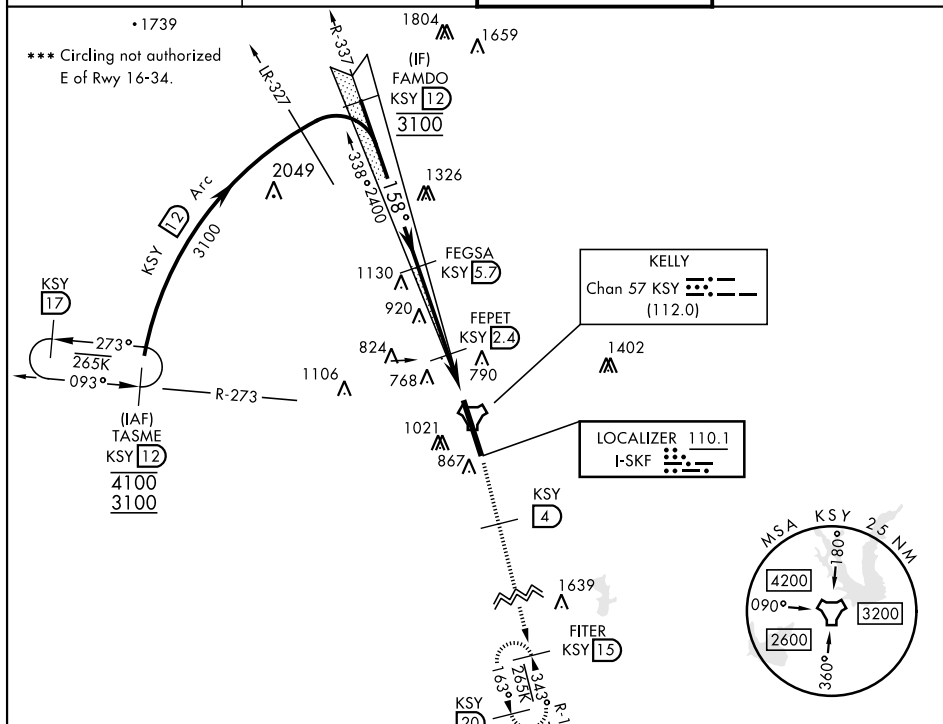 1739
*** Circling not authorized
E of Rwy 16-34.
1804
1659
R-337
LR-327
(IF)
FAMDO
KSY 12
3100
2049
338° 2400
158°
1326
KSY 12 Arc
3100
FEGSA
KSY 5.7
1130
920
KELLY
Chan 57 KSY
(112.0)
KSY
17
273°
265K
093°
R-273
FEPET
KSY 2.4
824
768
790
1402
1106
(IAF)
TASME
KSY 12
4100
3100
1021
867
LOCALIZER 110.1
I-SKF
KSY
4
MSA KSY 25 NM
180°
4200
090°
3200
2600
360°
1639
FITER
KSY 15
163°
265K
343°
KSY
20